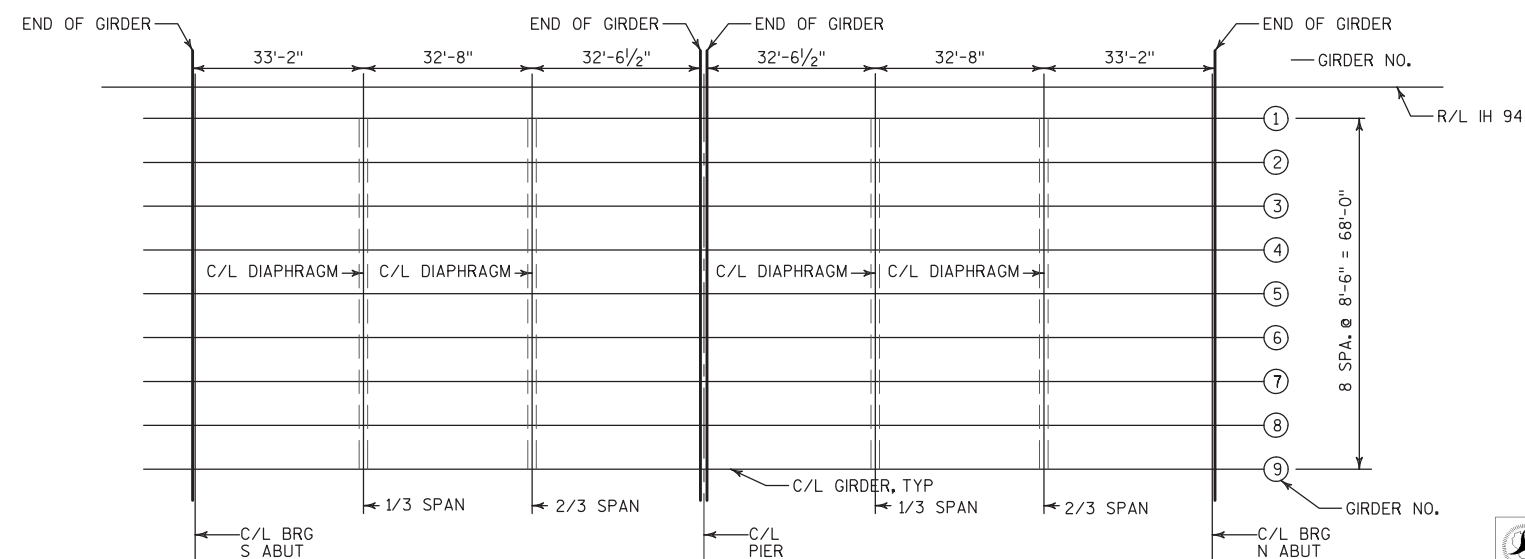 END OF GIRDER
END OF GIRDER
END OF GIRDER
END OF GIRDER
33'-2"
32'-8"
32'-6½"
32'-6½"
32'-8"
33'-2"
GIRDER NO.
R/L IH 94
1
2
3
4
5
6
7
8
9
8 SPA. @ 8'-6" = 68'-0"
C/L DIAPHRAGM
C/L DIAPHRAGM
C/L DIAPHRAGM
C/L DIAPHRAGM
C/L GIRDER, TYP
1/3 SPAN
2/3 SPAN
1/3 SPAN
2/3 SPAN
GIRDER NO.
C/L BRG
S ABUT
C/L
PIER
C/L BRG
N ABUT